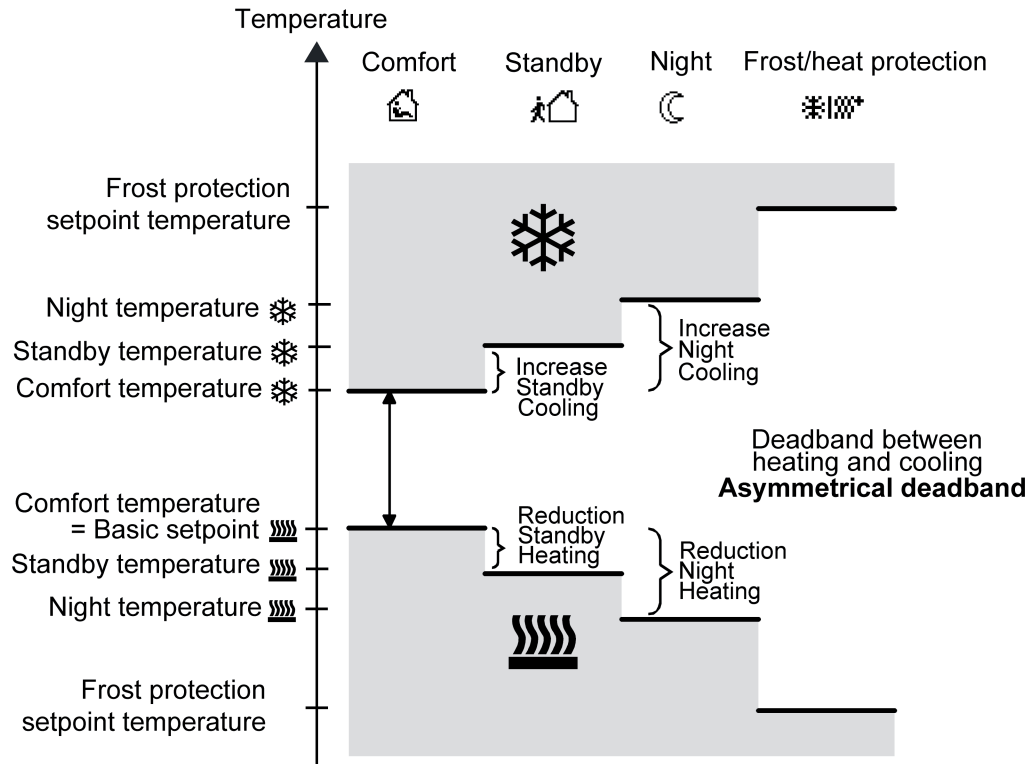 Temperature
Comfort
Standby
Night
Frost/heat protection
Frost protection
setpoint temperature
Night temperature
Standby temperature
Comfort temperature
Increase
Standby
Cooling
Increase
Night
Cooling
Deadband between
heating and cooling
Asymmetrical deadband
Comfort temperature
= Basic setpoint
Standby temperature
Night temperature
Reduction
Standby
Heating
Reduction
Night
Heating
Frost protection
setpoint temperature